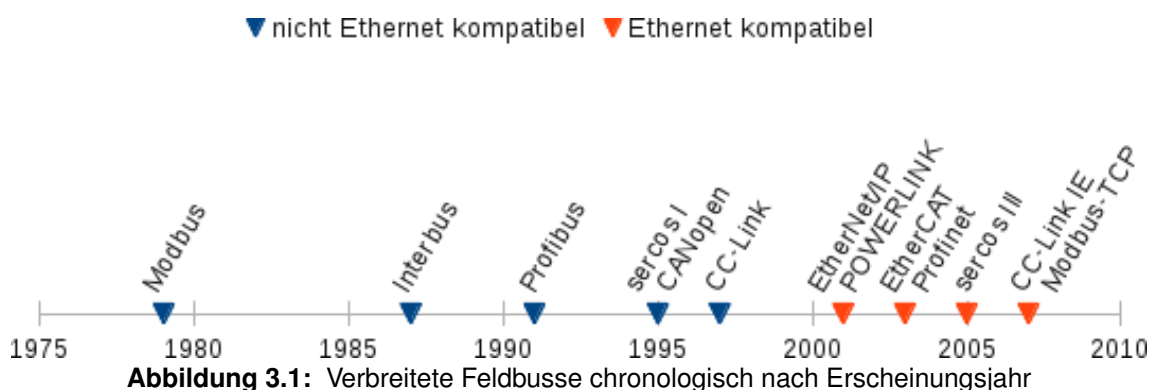 nicht Ethernet kompatibel Ethernet kompatibel
Modbus
Interbus
Profibus
sercos I
CANopen
CC-Link
EtherNet/IP
POWERLINK
EtherCAT
Profinet
sercos III
CC-Link IE
Modbus-TCP
1975 1980 1985 1990 1995 2000 2005 2010
Abbildung 3.1: Verbreitete Feldbusse chronologisch nach Erscheinungsjahr